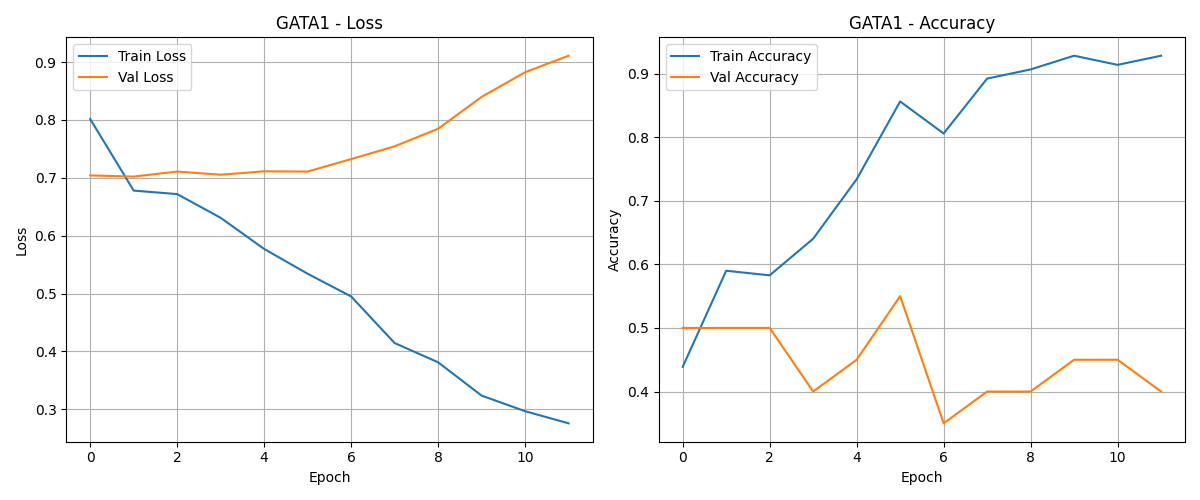 GATA1 - Loss
Train Loss
Val Loss
0.9
0.8
0.7
0.6
0.5
0.4
0.3
Loss
0 2 4 6 8 10
Epoch
GATA1 - Accuracy
Train Accuracy
Val Accuracy
0.9
0.8
0.7
0.6
0.5
0.4
Accuracy
0 2 4 6 8 10
Epoch